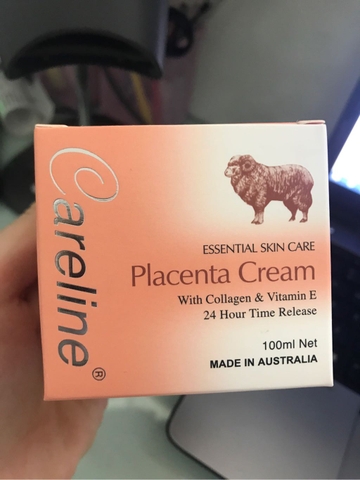 Careline®
ESSENTIAL SKIN CARE
Placenta Cream
With Collagen & Vitamin E
24 Hour Time Release
100ml Net
MADE IN AUSTRALIA